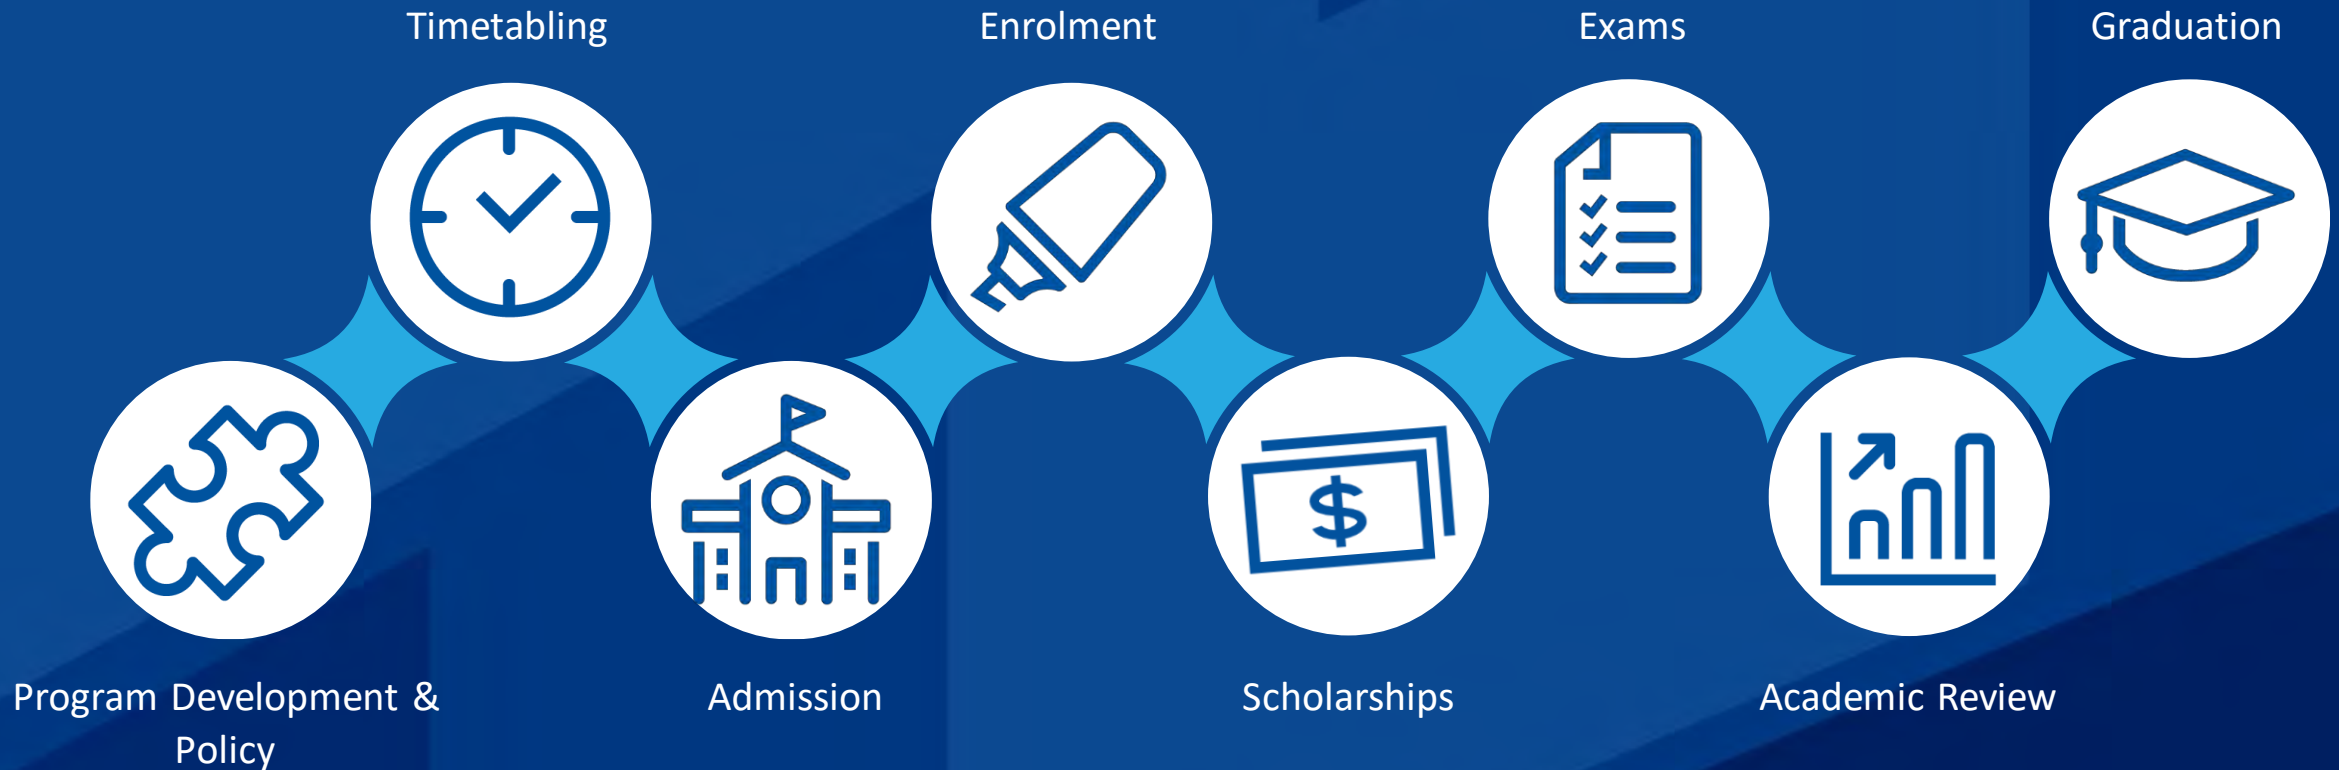 Timetabling
Enrolment
Exams
Graduation
$
Program Development &
Policy
Admission
Scholarships
Academic Review